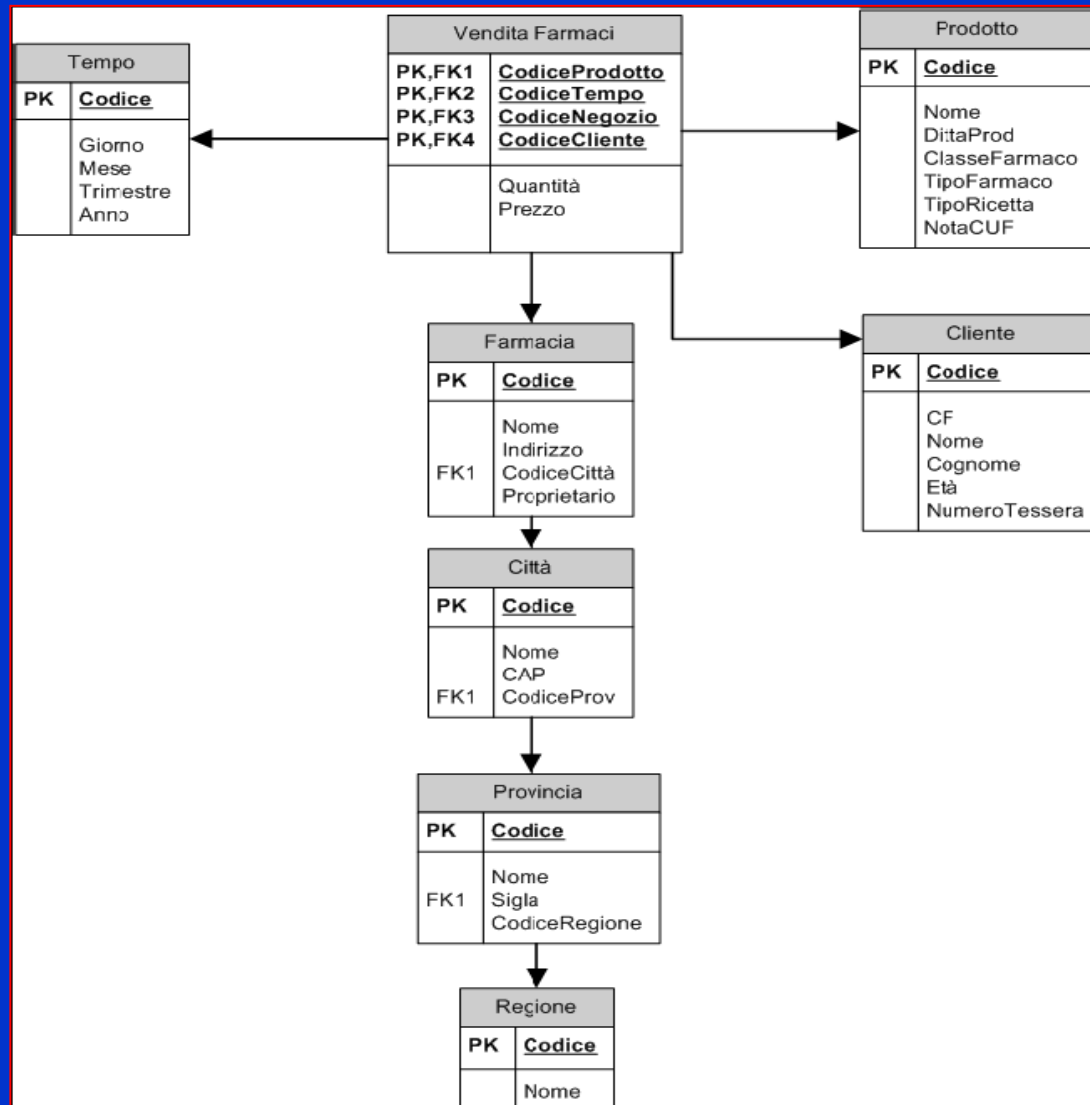 Tempo
PK Codice
Giorno
Mese
Trimestre
Anno
Vendita Farmaci
PK,FK1 CodiceProdotto
PK,FK2 CodiceTempo
PK,FK3 CodiceNegozio
PK,FK4 CodiceCliente
Quantità
Prezzo
Prodotto
PK Codice
Nome
DittaProd
ClasseFarmaco
TipoFarmaco
TipoRicetta
NotaCUF
Farmacia
PK Codice
Nome
Indirizzo
FK1 CodiceCittà
Proprietario
Cliente
PK Codice
CF
Nome
Cognome
Età
NumeroTessera
Città
PK Codice
Nome
CAP
FK1 CodiceProv
Provincia
PK Codice
Nome
FK1 Sigla
CodiceRegione
Regione
PK Codice
Nome